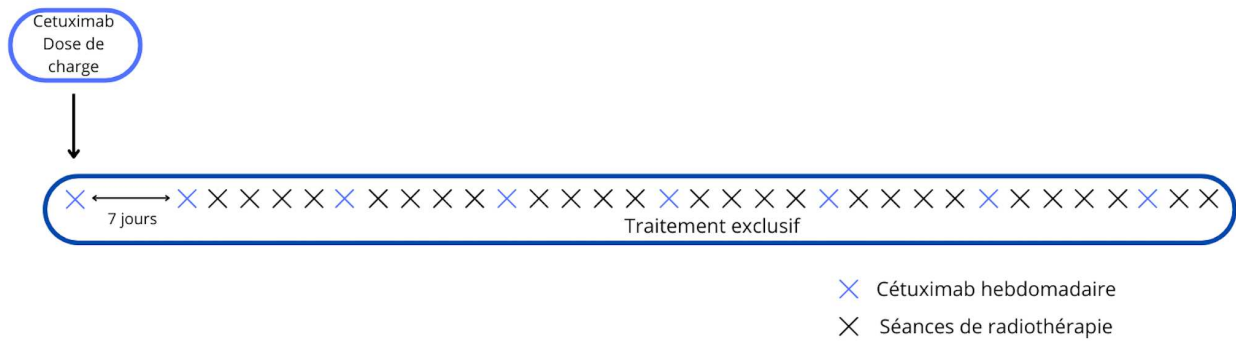 Cetuximab
Dose de
charge
7 jours
Traitement exclusif
Cétuximab hebdomadaire
Séances de radiothérapie